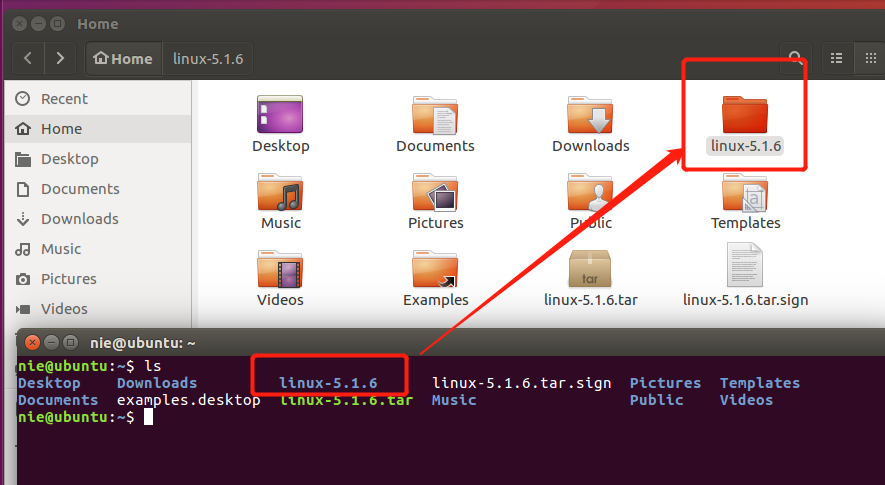 Home
Home linux-5.1.6
Recent
Home
Desktop
Documents
Downloads
Music
Pictures
Videos
Desktop Documents Downloads linux-5.1.6
Music Pictures Public Templates
tar
Videos Examples linux-5.1.6.tar linux-5.1.6.tar.sign
nie@ubuntu: ~
nie@ubuntu:~$ ls
Desktop Downloads linux-5.1.6 linux-5.1.6.tar.sign Pictures Templates
Documents examples.desktop linux-5.1.6.tar Music Public Videos
nie@ubuntu:~$